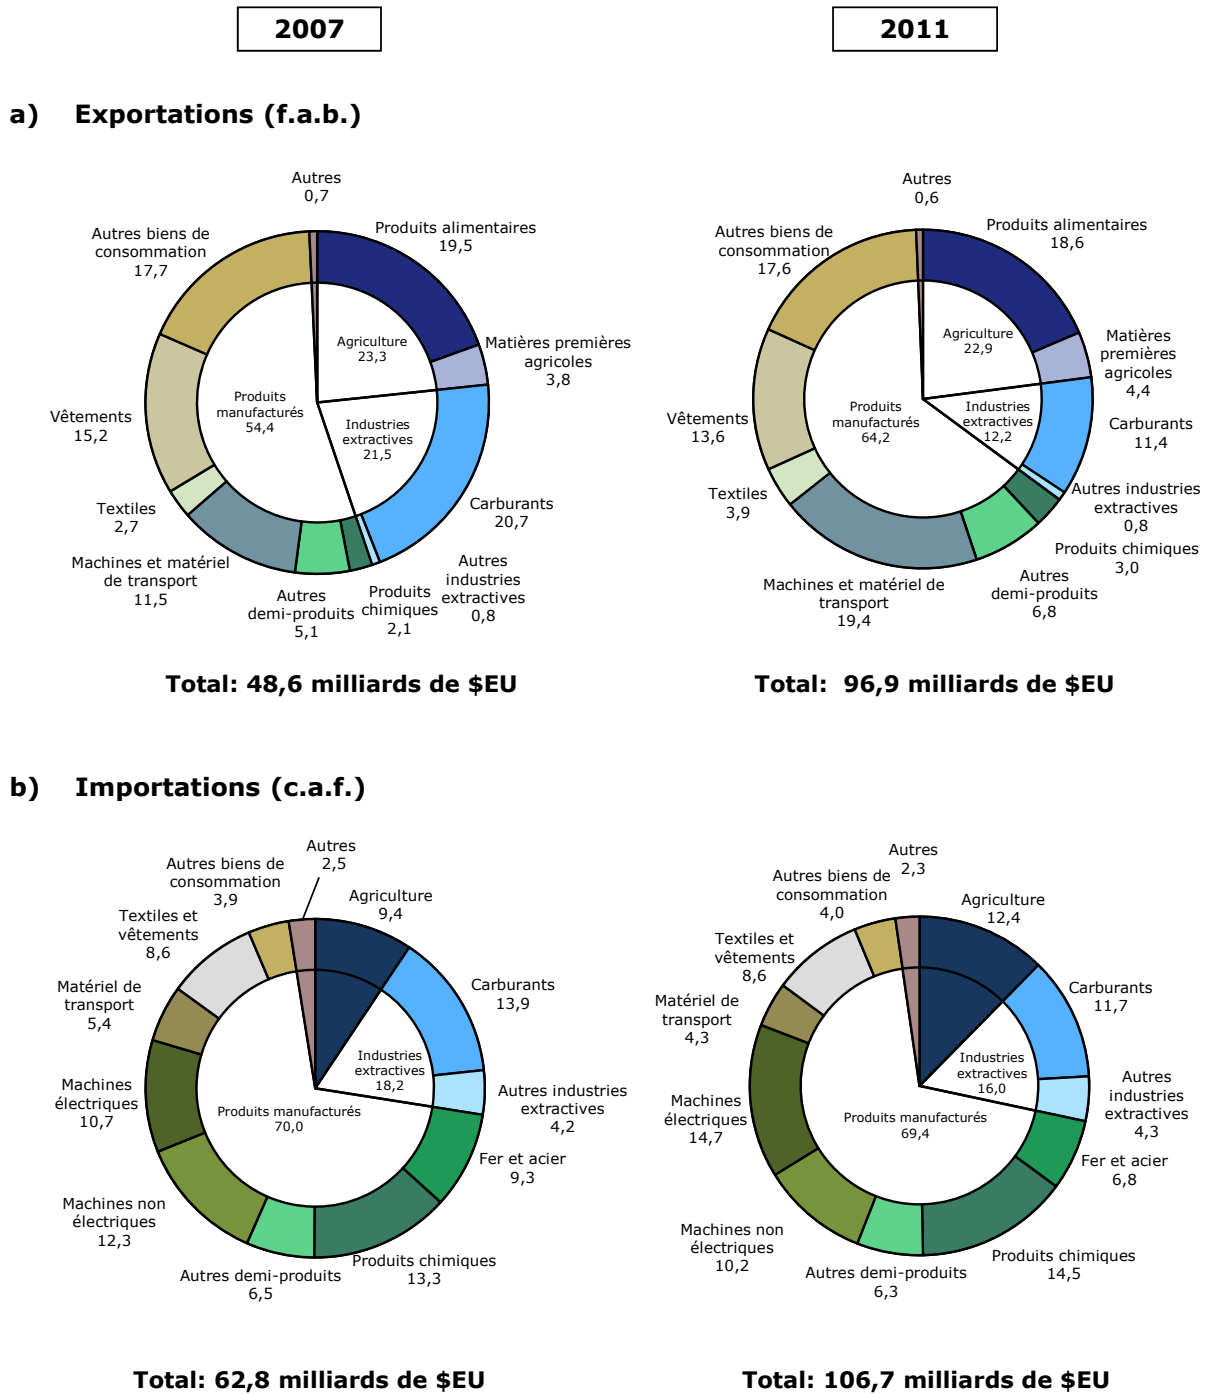 2007
2011
a) Exportations (f.a.b.)
Autres
0,7
Produits alimentaires
19,5
Matières premières
agricoles
3,8
Carburants
20,7
Autres
industries
extractives
0,8
Produits
chimiques
2,1
Autres
demi-produits
5,1
Machines et matériel
de transport
11,5
Textiles
2,7
Vêtements
15,2
Autres biens de
consommation
17,7
Agriculture
23,3
Industries
extractives
21,5
Produits
manufacturés
54,4
Total: 48,6 milliards de $EU
Autres
0,6
Produits alimentaires
18,6
Matières
premières
agricoles
4,4
Carburants
11,4
Autres industries
extractives
0,8
Produits chimiques
3,0
Autres
demi-produits
6,8
Machines et matériel de
transport
19,4
Textiles
3,9
Vêtements
13,6
Autres biens de
consommation
17,6
Agriculture
22,9
Industries
extractives
12,2
Produits
manufacturés
64,2
Total: 96,9 milliards de $EU
b) Importations (c.a.f.)
Autres
2,5
Agriculture
9,4
Carburants
13,9
Autres industries
extractives
4,2
Fer et acier
9,3
Produits chimiques
13,3
Autres demi-produits
6,5
Machines non
électriques
12,3
Machines
électriques
10,7
Matériel de
transport
5,4
Textiles et
vêtements
8,6
Autres biens de
consommation
3,9
Industries
extractives
18,2
Produits manufacturés
70,0
Total: 62,8 milliards de $EU
Autres
2,3
Agriculture
12,4
Carburants
11,7
Autres
industries
extractives
4,3
Fer et acier
6,8
Produits chimiques
14,5
Autres demi-produits
6,3
Machines non
électriques
10,2
Machines
électriques
14,7
Matériel de
transport
4,3
Textiles et
vêtements
8,6
Autres biens de
consommation
4,0
Industries
extractives
16,0
Produits manufacturés
69,4
Total: 106,7 milliards de $EU